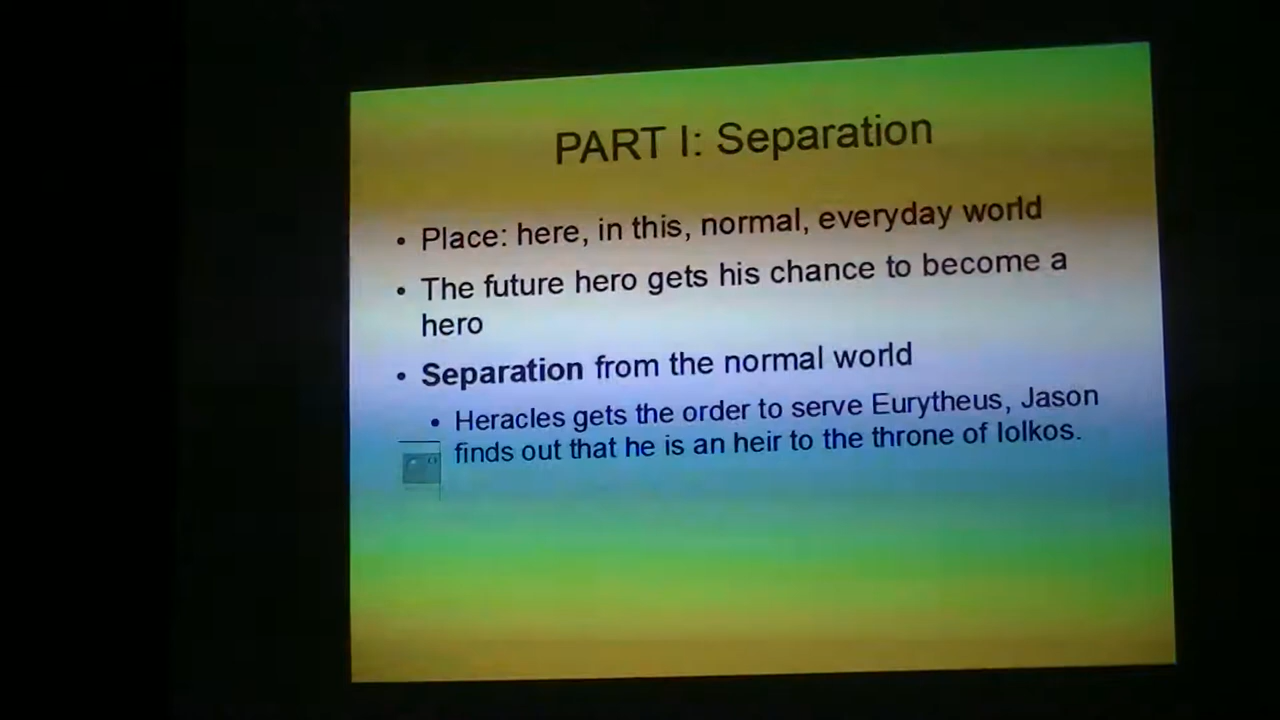 PART I: Separation
• Place: here, in this, normal, everyday world
• The future hero gets his chance to become a
hero
• Separation from the normal world
• Heracles gets the order to serve Eurytheus, Jason
finds out that he is an heir to the throne of Iolkos.